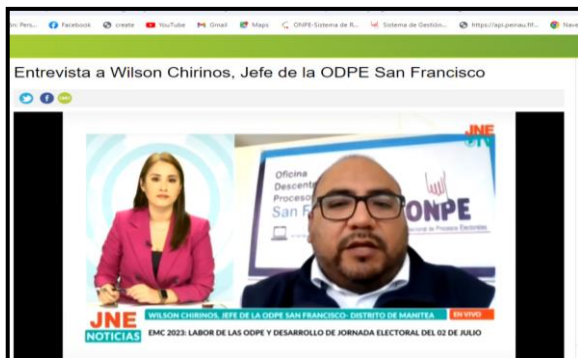 Facebook
create
YouTube
Gmail
Maps
ONPE-Sistema de R...
Sistema de Gestión...
Entrevista a Wilson Chirinos, Jefe de la ODPE San Francisco
JNE
TV
Oficina
Descent
Proceso
San F
ONPE
JNE
NOTICIAS
WILSON CHIRINOS, JEFE DE LA ODPE SAN FRANCISCO- DISTRITO DE MANITEA
EN VIVO
EMC 2023: LABOR DE LAS ODPE Y DESARROLLO DE JORNADA ELECTORAL DEL 02 DE JULIO